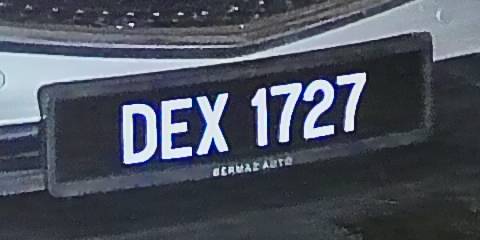 DEX 1727
BERMAZ AUTO